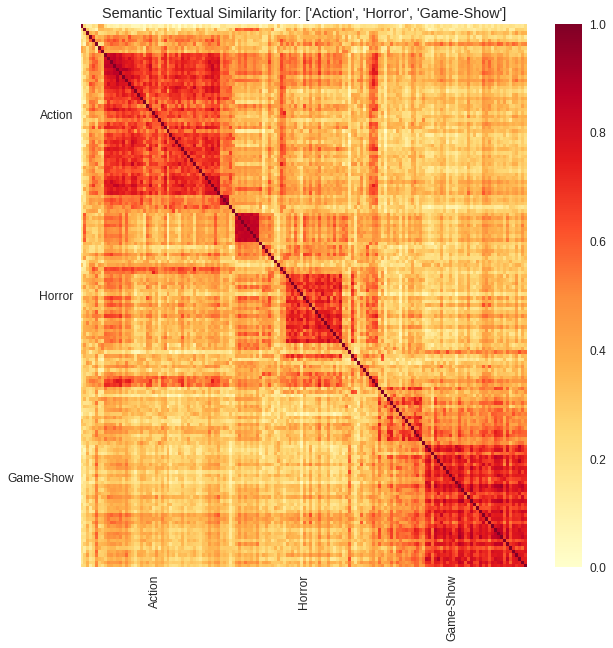 Semantic Textual Similarity for: ['Action', 'Horror', 'Game-Show']
Action
Horror
Game-Show
Action
Horror
Game-Show
1.0
0.8
0.6
0.4
0.2
0.0